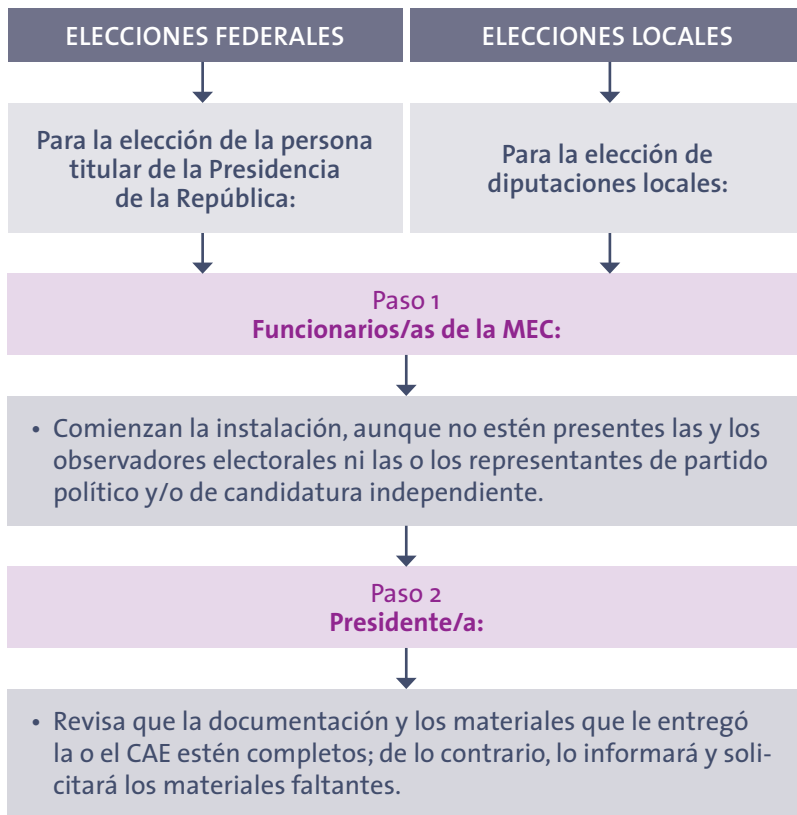 ELECCIONES FEDERALES
ELECCIONES LOCALES
Para la elección de la persona
titular de la Presidencia
de la República:
Para la elección de
diputaciones locales:
Paso 1
Funcionarios/as de la MEC:
• Comienzan la instalación, aunque no estén presentes las y los
observadores electorales ni las o los representantes de partido
político y/o de candidatura independiente.
Paso 2
Presidente/a:
• Revisa que la documentación y los materiales que le entregó
la o el CAE estén completos; de lo contrario, lo informará y soli-
citará los materiales faltantes.